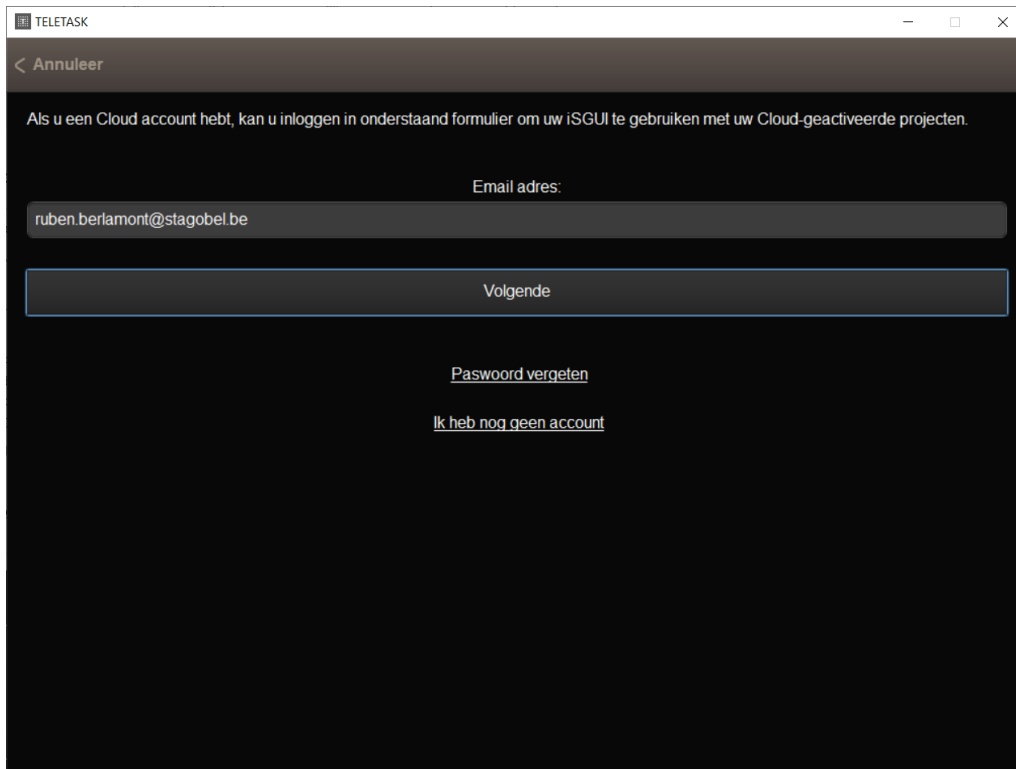 TELETASK
< Annuleer
Als u een Cloud account hebt, kan u inloggen in onderstaand formulier om uw iSGUI te gebruiken met uw Cloud-geactiveerde projecten.
Email adres:
ruben.berlamont@stagobel.be
Volgende
Paswoord vergeten
Ik heb nog geen account